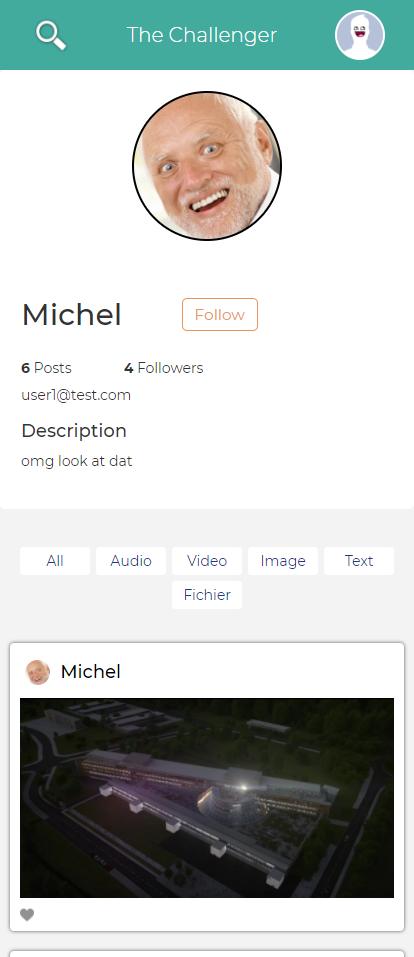 The Challenger
Michel
Follow
6 Posts
4 Followers
user1@test.com
Description
omg look at dat
All
Audio
Video
Image
Text
Fichier
Michel